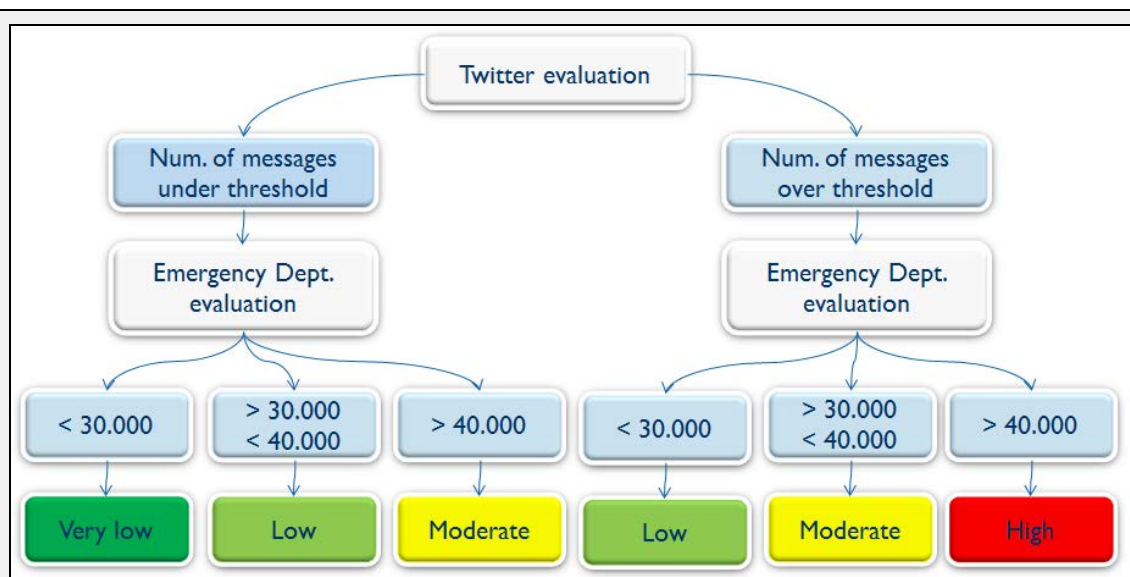 Twitter evaluation
Num. of messages
under threshold
Num. of messages
over threshold
Emergency Dept.
evaluation
Emergency Dept.
evaluation
< 30.000
> 30.000
< 40.000
> 40.000
< 30.000
> 30.000
< 40.000
> 40.000
Very low
Low
Moderate
Low
Moderate
High